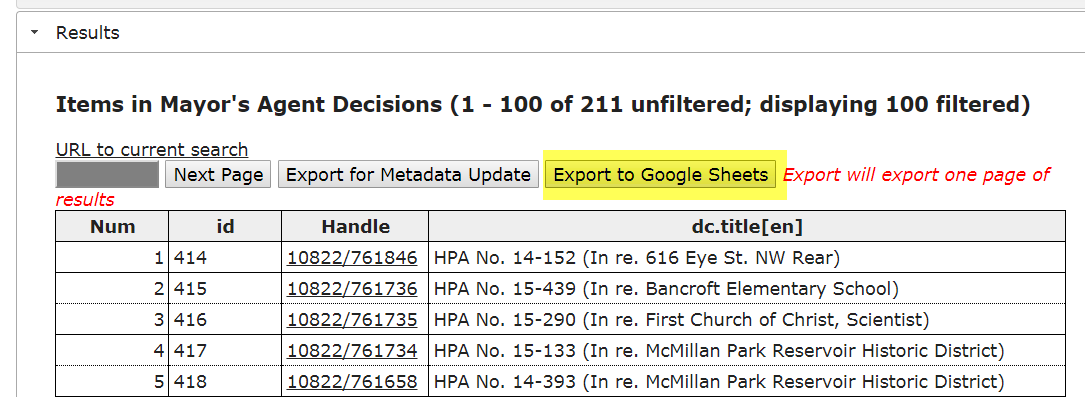 Results
Items in Mayor's Agent Decisions (1 - 100 of 211 unfiltered; displaying 100 filtered)
URL to current search
Next Page Export for Metadata Update Export to Google Sheets Export will export one page of
results
Num id Handle dc.title[en]
1 414 10822/761846 HPA No. 14-152 (In re. 616 Eye St. NW Rear)
2 415 10822/761736 HPA No. 15-439 (In re. Bancroft Elementary School)
3 416 10822/761735 HPA No. 15-290 (In re. First Church of Christ, Scientist)
4 417 10822/761734 HPA No. 15-133 (In re. McMillan Park Reservoir Historic District)
5 418 10822/761658 HPA No. 14-393 (In re. McMillan Park Reservoir Historic District)